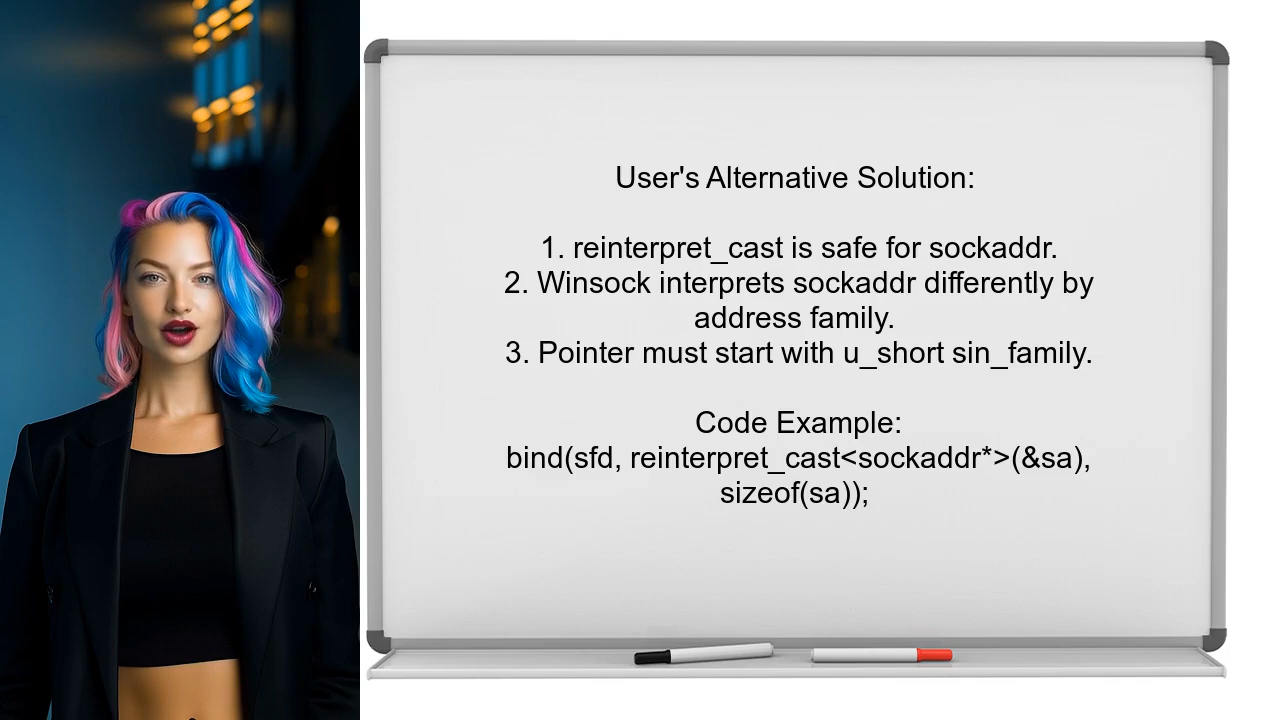 User's Alternative Solution:
1. reinterpret_cast is safe for sockaddr.
2. Winsock interprets sockaddr differently by
address family.
3. Pointer must start with u_short sin_family.
Code Example:
bind(sfd, reinterpret_cast<sockaddr*>(&sa),
sizeof(sa));